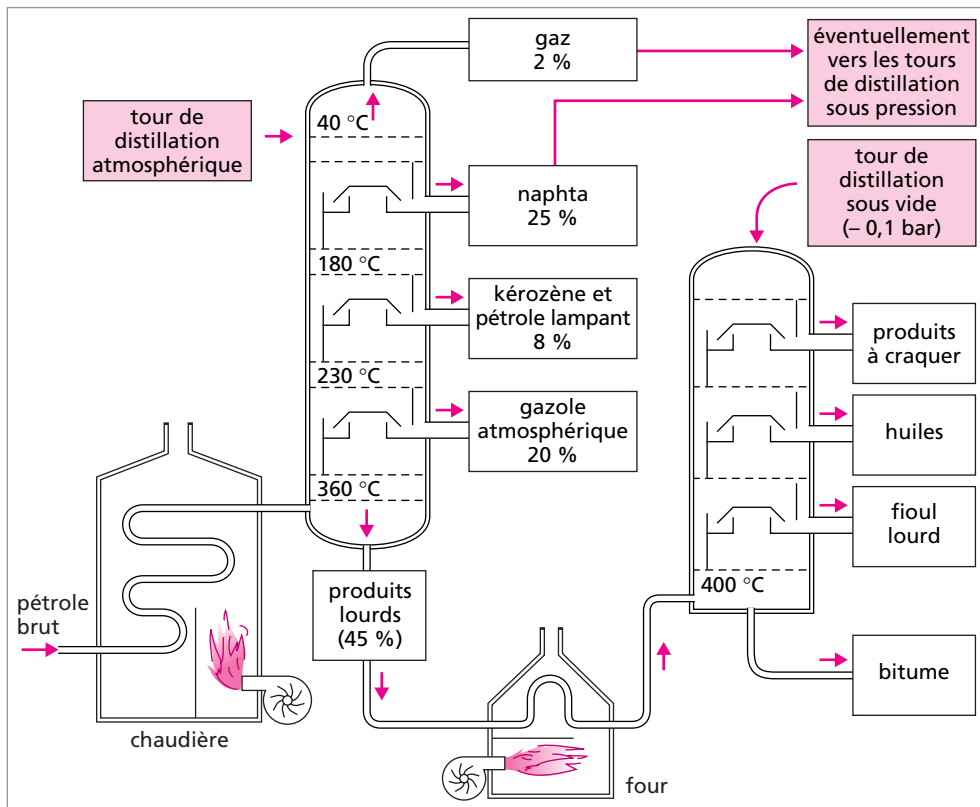 gaz
2 %
éventuellement
vers les tours
de distillation
sous pression
tour de
distillation
atmosphérique
40 °C
naphta
25 %
tour de
distillation
sous vide
(– 0,1 bar)
180 °C
kérozène et
pétrole lampant
8 %
produits
à craquer
230 °C
gazole
atmosphérique
20 %
huiles
360 °C
fioul
lourd
produits
lourds
(45 %)
400 °C
pétrole
brut
bitume
chaudière
four